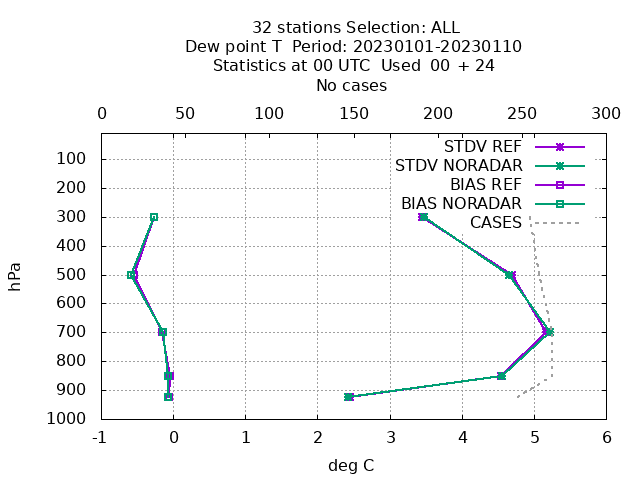 32 stations Selection: ALL
Dew point T  Period: 20230101-20230110
Statistics at 00 UTC  Used  00 + 24
No cases
0 50 100 150 200 250 300
STDV REF
STDV NORADAR
BIAS REF
BIAS NORADAR
CASES
100
200
300
400
500
600
700
800
900
1000
hPa
-1 0 1 2 3 4 5 6
deg C